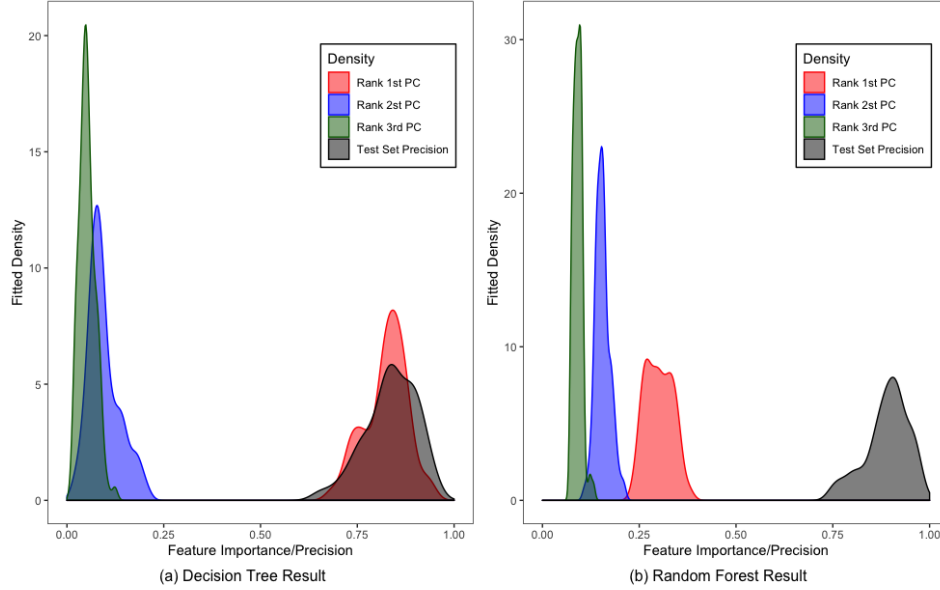 20
15
10
5
0
Fitted Density
Density
Rank 1st PC
Rank 2st PC
Rank 3rd PC
Test Set Precision
0.00
0.25
0.50
0.75
1.00
Feature Importance/Precision
(a) Decision Tree Result
30
20
10
0
Fitted Density
Density
Rank 1st PC
Rank 2st PC
Rank 3rd PC
Test Set Precision
0.00
0.25
0.50
0.75
1.00
Feature Importance/Precision
(b) Random Forest Result